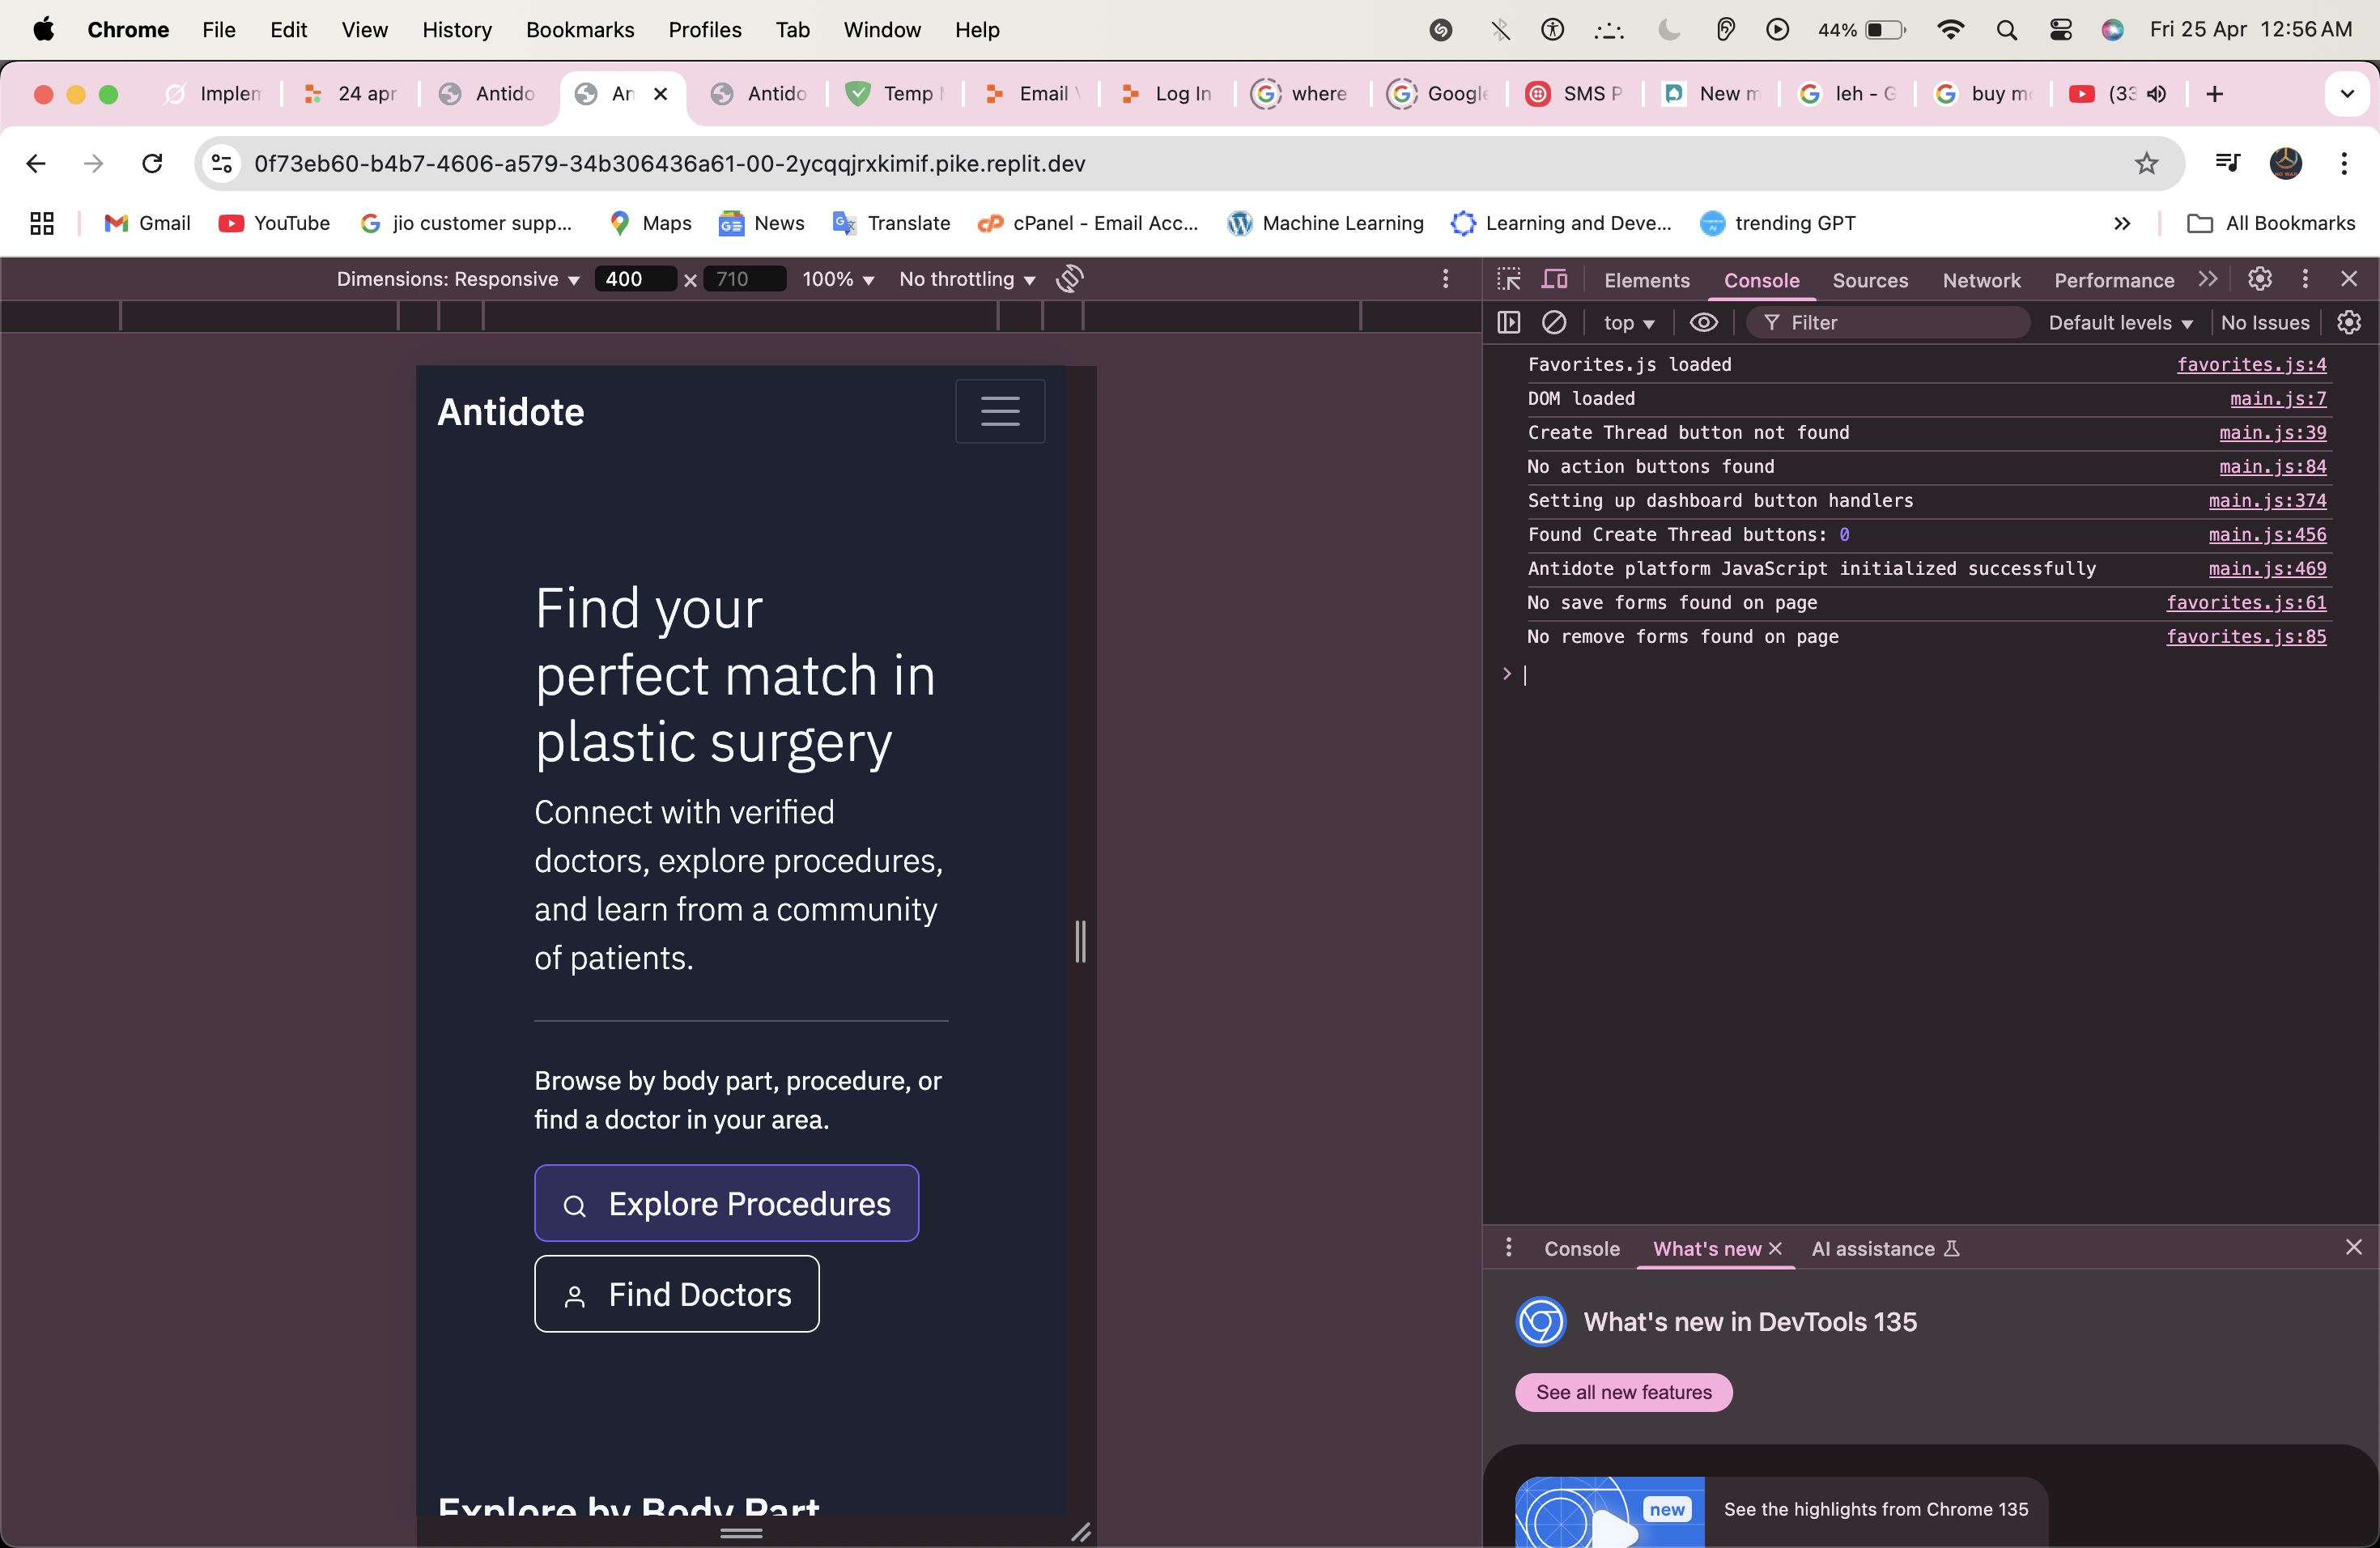 Chrome File Edit View History Bookmarks Profiles Tab Window Help 44% Fri 25 Apr 12:56 AM
Implem 24 apr Antido An Antido Temp Email Log In where Google SMS P New m leh - G buy mo (33
0f73eb60-b4b7-4606-a579-34b306436a61-00-2ycqqjrxkimif.pike.replit.dev
Gmail YouTube jio customer supp... Maps News Translate cPanel - Email Acc... Machine Learning Learning and Deve... trending GPT All Bookmarks
Dimensions: Responsive 400 × 710 100% No throttling
Elements Console Sources Network Performance
top Filter Default levels No Issues
Favorites.js loaded favorites.js:4
DOM loaded main.js:7
Create Thread button not found main.js:39
No action buttons found main.js:84
Setting up dashboard button handlers main.js:374
Found Create Thread buttons: 0 main.js:456
Antidote platform JavaScript initialized successfully main.js:469
No save forms found on page favorites.js:61
No remove forms found on page favorites.js:85
Antidote
Find your
perfect match in
plastic surgery
Connect with verified
doctors, explore procedures,
and learn from a community
of patients.
Browse by body part, procedure, or
find a doctor in your area.
Explore Procedures
Find Doctors
Explore by Body Part
Console What's new AI assistance
What's new in DevTools 135
See all new features
new
See the highlights from Chrome 135